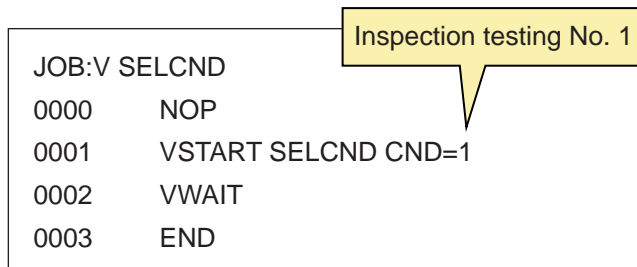 Inspection testing No. 1
JOB:V SELCND
0000 NOP
0001 VSTART SELCND CND=1
0002 VWAIT
0003 END